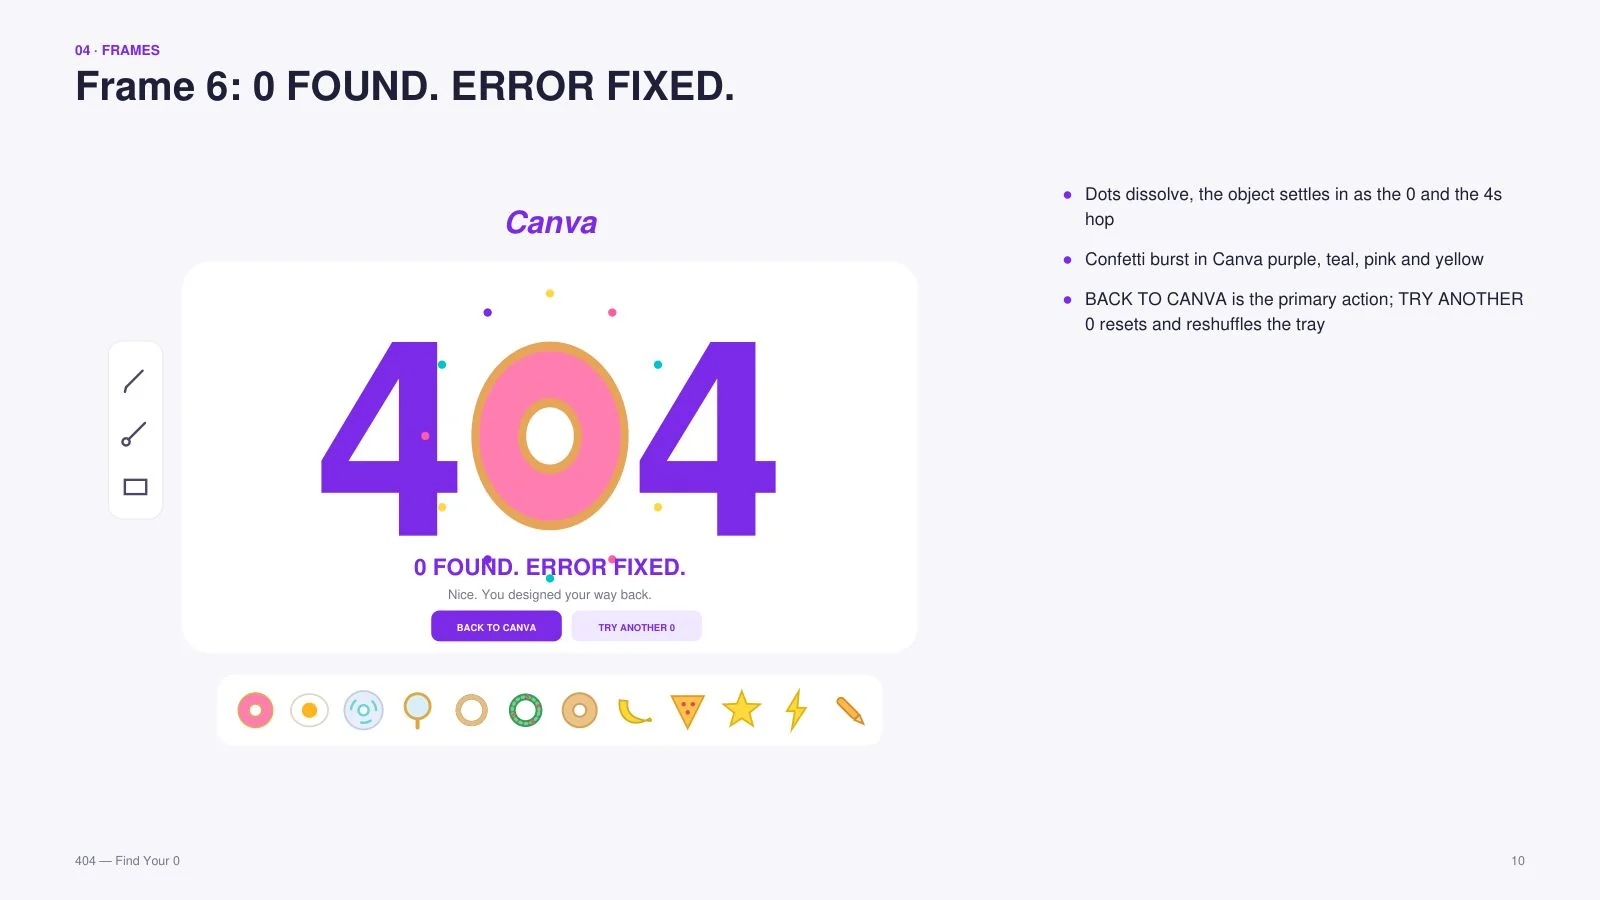 04 · FRAMES
Frame 6: 0 FOUND. ERROR FIXED.
Canva
404
0 FOUND. ERROR FIXED.
Nice. You designed your way back.
BACK TO CANVA
TRY ANOTHER 0
Dots dissolve, the object settles in as the 0 and the 4s
hop
Confetti burst in Canva purple, teal, pink and yellow
BACK TO CANVA is the primary action; TRY ANOTHER
0 resets and reshuffles the tray
404 — Find Your 0
10